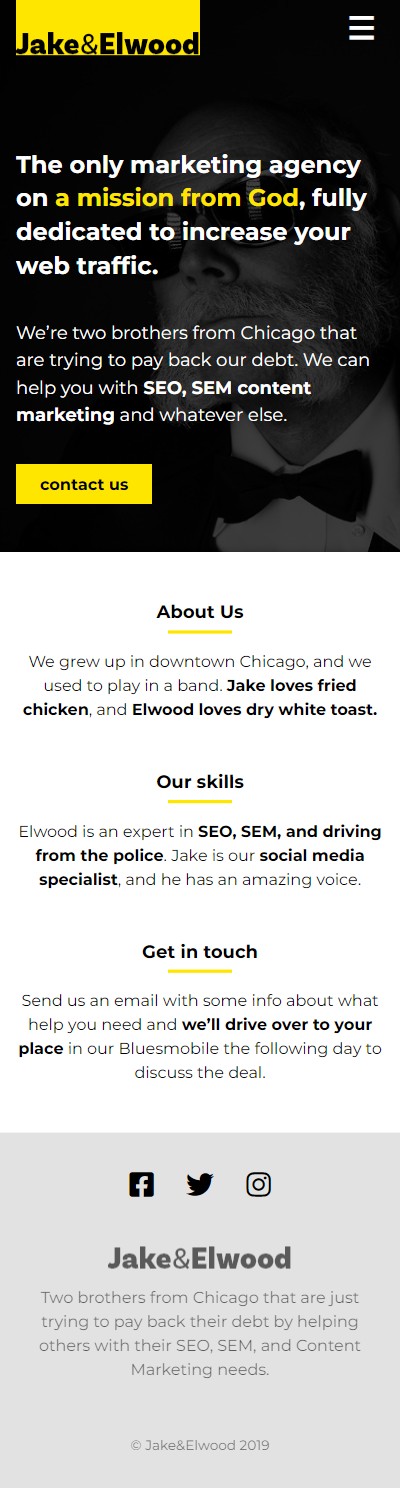 Jake&Elwood
The only marketing agency
on a mission from God, fully
dedicated to increase your
web traffic.
We’re two brothers from Chicago that
are trying to pay back our debt. We can
help you with SEO, SEM content
marketing and whatever else.
contact us
About Us
We grew up in downtown Chicago, and we
used to play in a band. Jake loves fried
chicken, and Elwood loves dry white toast.
Our skills
Elwood is an expert in SEO, SEM, and driving
from the police. Jake is our social media
specialist, and he has an amazing voice.
Get in touch
Send us an email with some info about what
help you need and we’ll drive over to your
place in our Bluesmobile the following day to
discuss the deal.
Jake&Elwood
Two brothers from Chicago that are just
trying to pay back their debt by helping
others with their SEO, SEM, and Content
Marketing needs.
© Jake&Elwood 2019